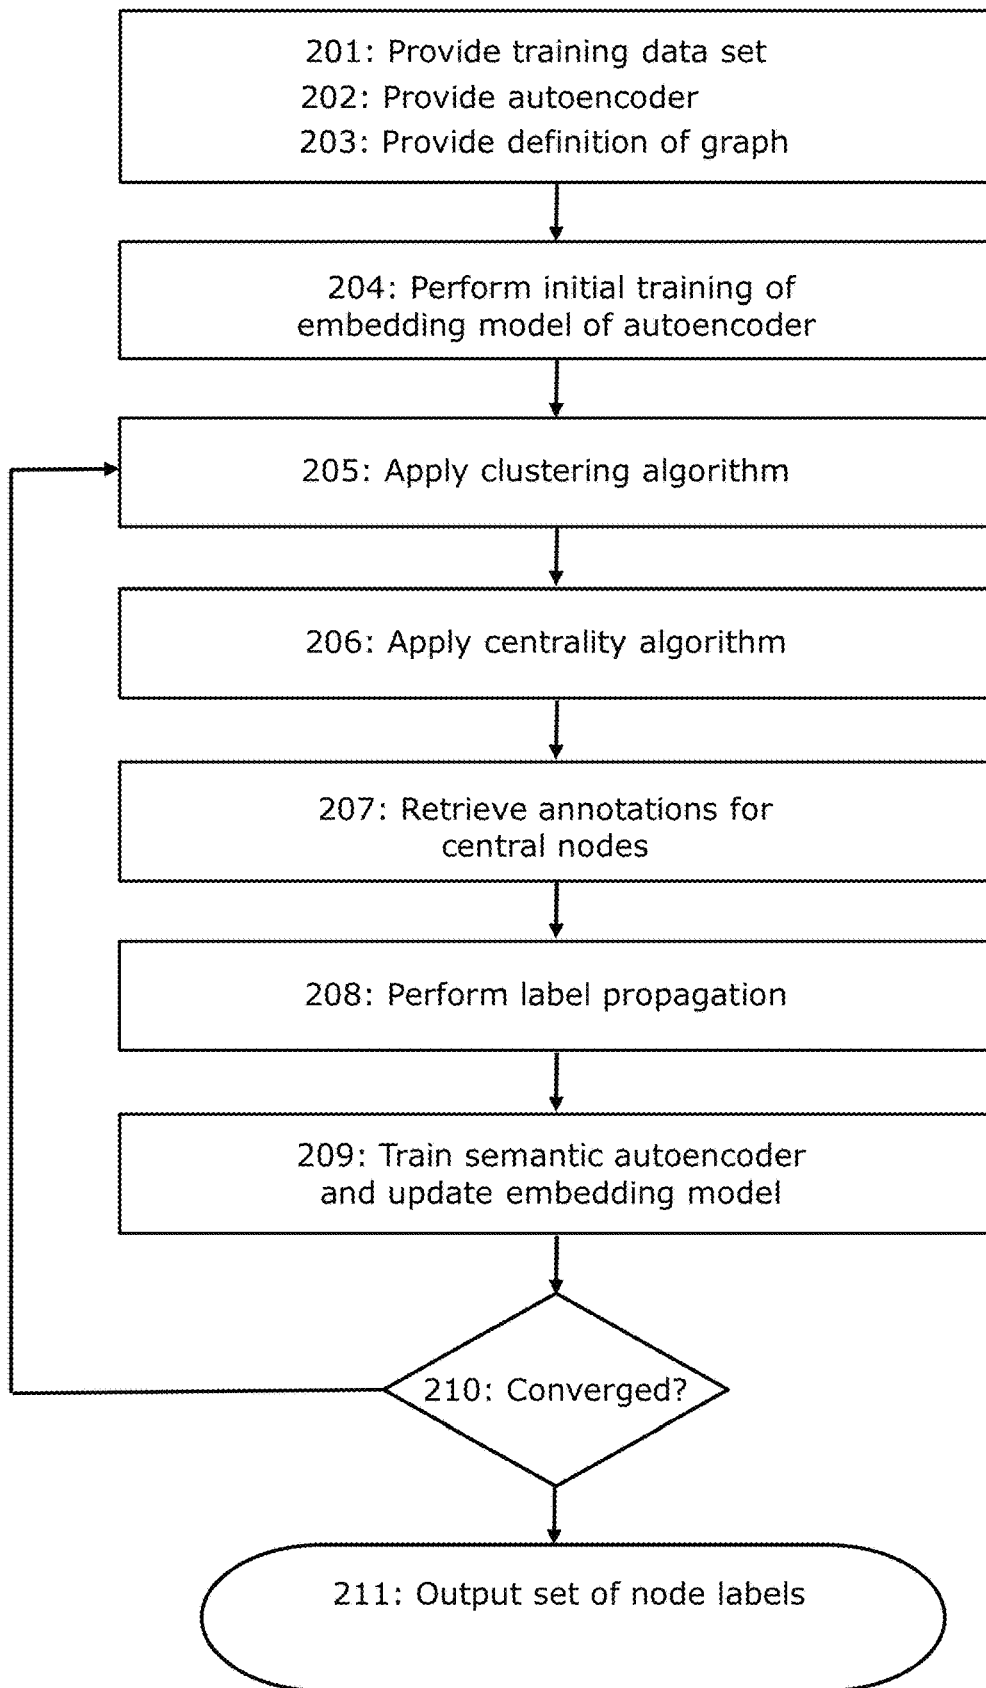 201: Provide training data set
202: Provide autoencoder
203: Provide definition of graph
204: Perform initial training of
embedding model of autoencoder
205: Apply clustering algorithm
206: Apply centrality algorithm
207: Retrieve annotations for
central nodes
208: Perform label propagation
209: Train semantic autoencoder
and update embedding model
210: Converged?
211: Output set of node labels